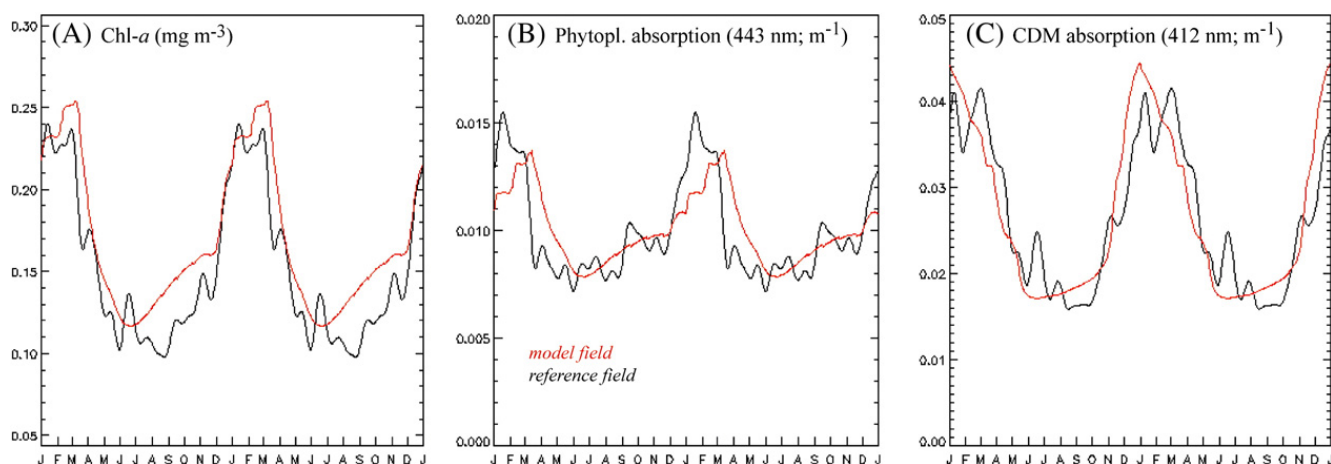 (A) Chl-a (mg m-3)
0.30
0.25
0.20
0.15
0.10
0.05
J F M A M J J A S O N D J F M A M J J A S O N D J
(B) Phytopl. absorption (443 nm; m-1)
0.020
0.015
0.010
0.005
0.000
model field
reference field
J F M A M J J A S O N D J F M A M J J A S O N D J
(C) CDM absorption (412 nm; m-1)
0.05
0.04
0.03
0.02
0.01
0.00
J F M A M J J A S O N D J F M A M J J A S O N D J